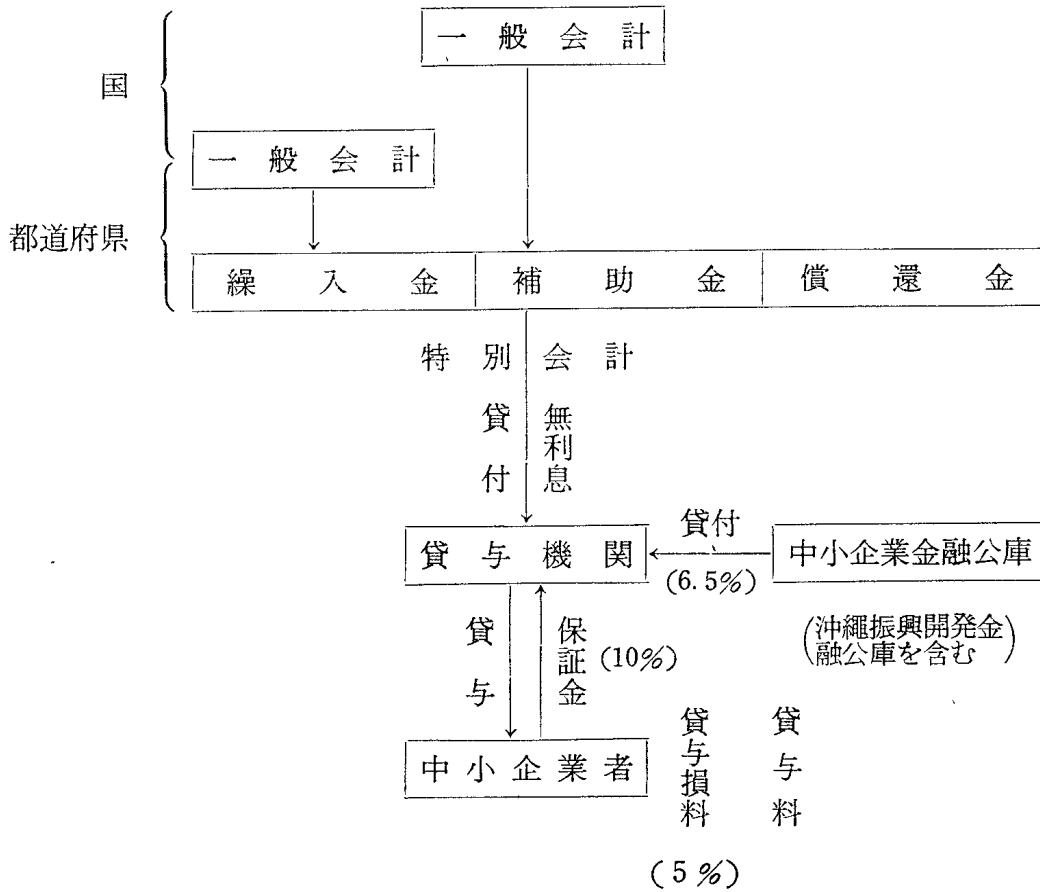 一般会計
国
一般会計
都道府県
繰入金 補助金 償還金
特別会計
貸付 無利息
貸与機関
貸付
(6.5%)
中小企業金融公庫
(沖縄振興開発金
融公庫を含む)
貸与
保証金
(10%)
中小企業者
貸与損料
貸与料
(5%)